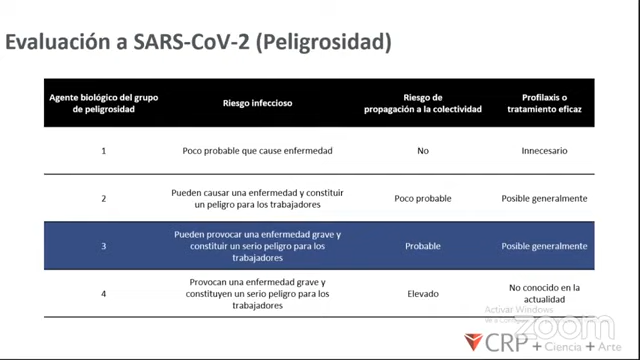 Evaluación a SARS-CoV-2 (Peligrosidad)
Agente biológico del grupo
de peligrosidad
Riesgo infeccioso
Riesgo de
propagación a la colectividad
Profilaxis o
tratamiento eficaz
1
Poco probable que cause enfermedad
No
Innecesario
2
Pueden causar una enfermedad y constituir
un peligro para los trabajadores
Poco probable
Posible generalmente
3
Pueden provocar una enfermedad grave y
constituir un serio peligro para los
trabajadores
Probable
Posible generalmente
4
Provocan una enfermedad grave y
constituyen un serio peligro para los
trabajadores
Elevado
No conocido en la
actualidad
Activar Windows
zoom
CRP +Ciencia +Arte